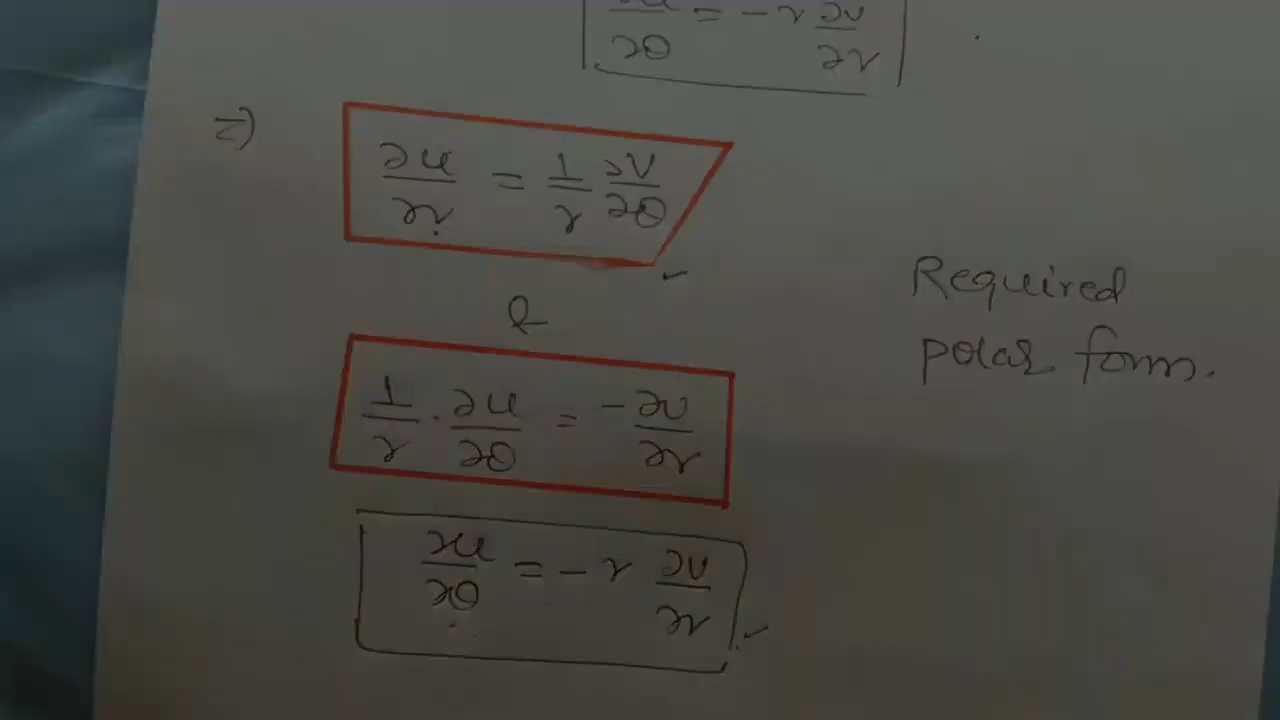 ∂u/∂θ = - r ∂v/∂r
=> ∂u/∂r = 1/r ∂v/∂θ
&
Required
polar form.
1/r . ∂u/∂θ = - ∂v/∂r
∂u/∂θ = - r ∂v/∂r